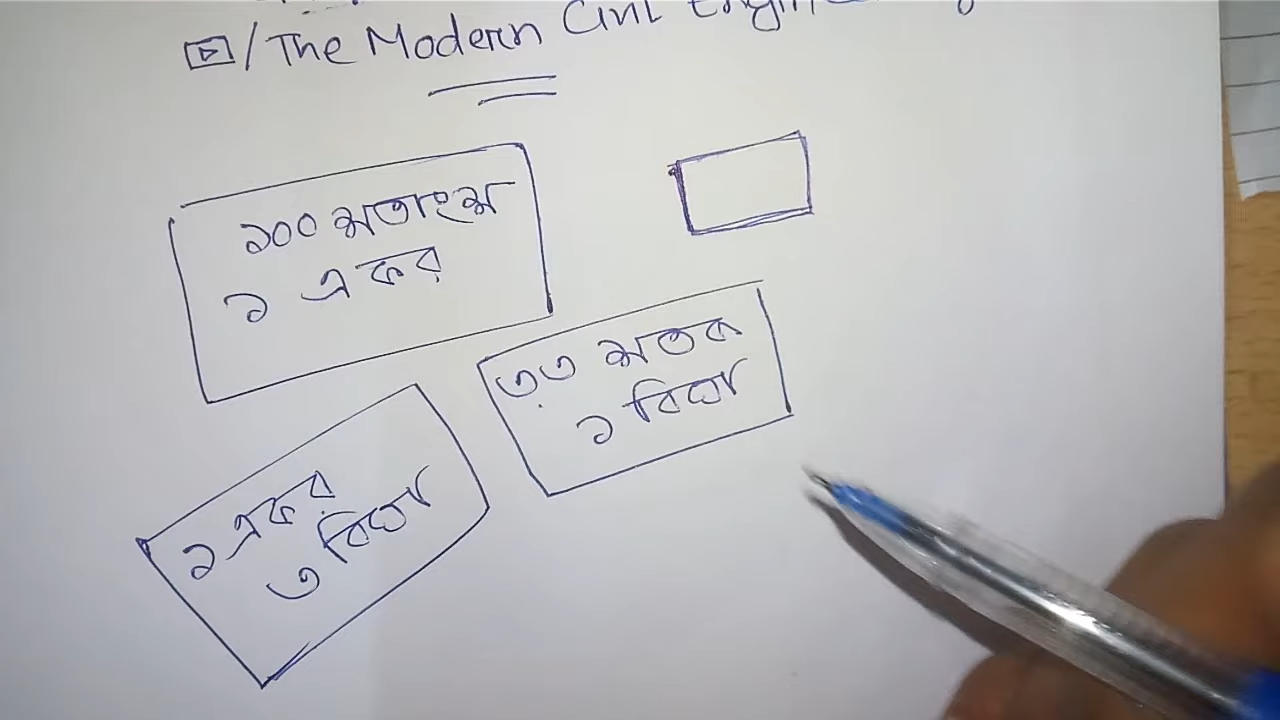 /The Modern Civil
১০০ শতাংশ
১ একর
৩৩ শতক
১ বিঘা
১ একর
৩ বিঘা